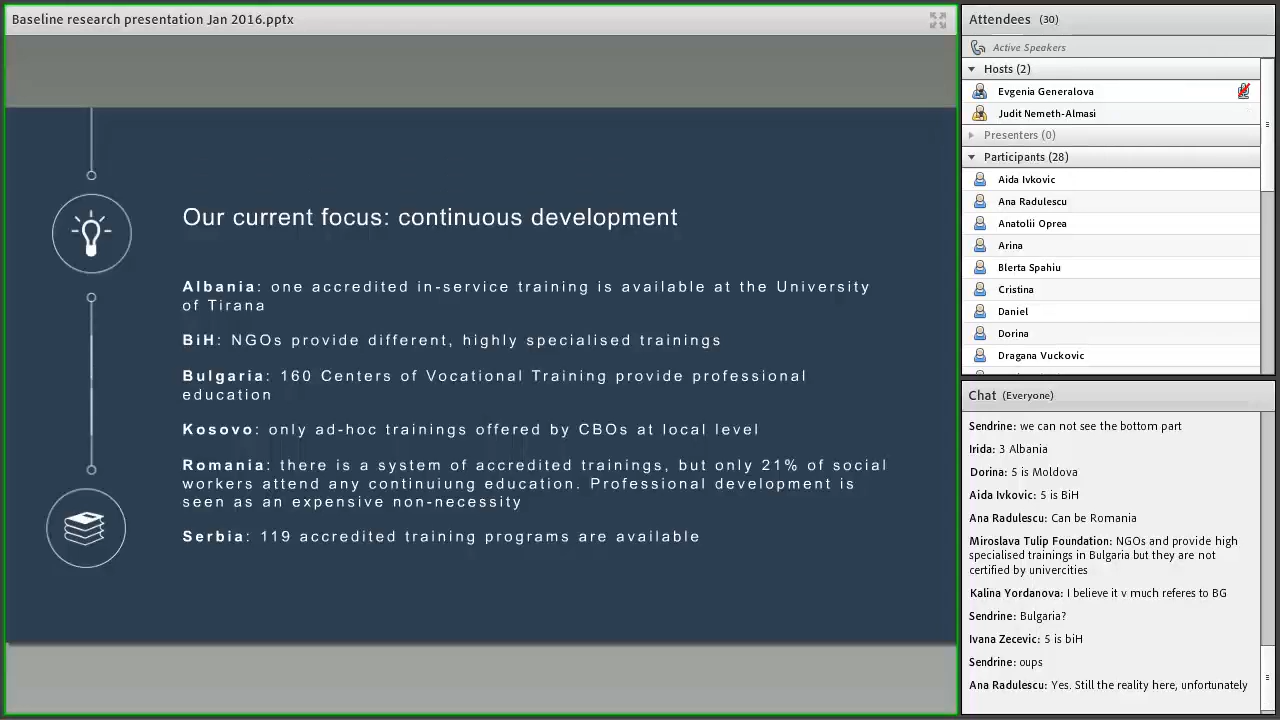 Baseline research presentation Jan 2016.pptx
Our current focus: continuous development
Albania: one accredited in-service training is available at the University
of Tirana
BiH: NGOs provide different, highly specialised trainings
Bulgaria: 160 Centers of Vocational Training provide professional
education
Kosovo: only ad-hoc trainings offered by CBOs at local level
Romania: there is a system of accredited trainings, but only 21% of social
workers attend any continuiung education. Professional development is
seen as an expensive non-necessity
Serbia: 119 accredited training programs are available
Attendees (30)
Active Speakers
Hosts (2)
Evgenia Generalova
Judit Nemeth-Almasi
Presenters (0)
Participants (28)
Aida Ivkovic
Ana Radulescu
Anatolii Oprea
Arina
Blerta Spahiu
Cristina
Daniel
Dorina
Dragana Vuckovic
Chat (Everyone)
Sendrine: we can not see the bottom part
Irida: 3 Albania
Dorina: 5 is Moldova
Aida Ivkovic: 5 is BiH
Ana Radulescu: Can be Romania
Miroslava Tulip Foundation: NGOs and provide high
specialised trainings in Bulgaria but they are not
certified by univercities
Kalina Yordanova: I believe it v much referes to BG
Sendrine: Bulgaria?
Ivana Zecevic: 5 is biH
Sendrine: oups
Ana Radulescu: Yes. Still the reality here, unfortunately